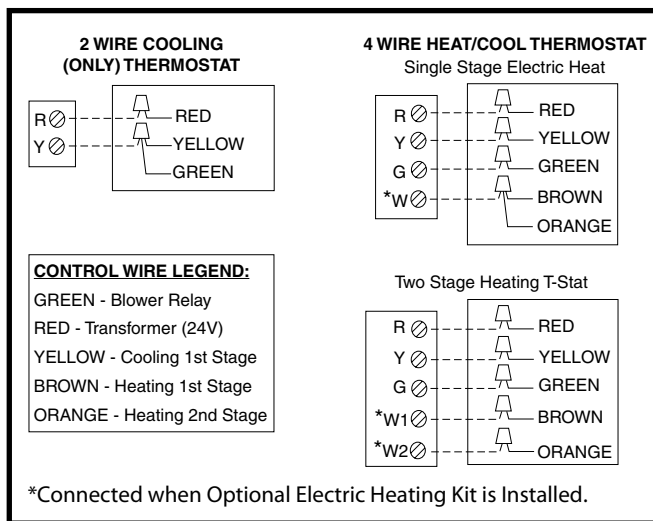 2 WIRE COOLING
(ONLY) THERMOSTAT
R
Y
RED
YELLOW
GREEN
4 WIRE HEAT/COOL THERMOSTAT
Single Stage Electric Heat
R
Y
G
*W
RED
YELLOW
GREEN
BROWN
ORANGE
CONTROL WIRE LEGEND:
GREEN - Blower Relay
RED - Transformer (24V)
YELLOW - Cooling 1st Stage
BROWN - Heating 1st Stage
ORANGE - Heating 2nd Stage
Two Stage Heating T-Stat
R
Y
G
*W1
*W2
RED
YELLOW
GREEN
BROWN
ORANGE
*Connected when Optional Electric Heating Kit is Installed.